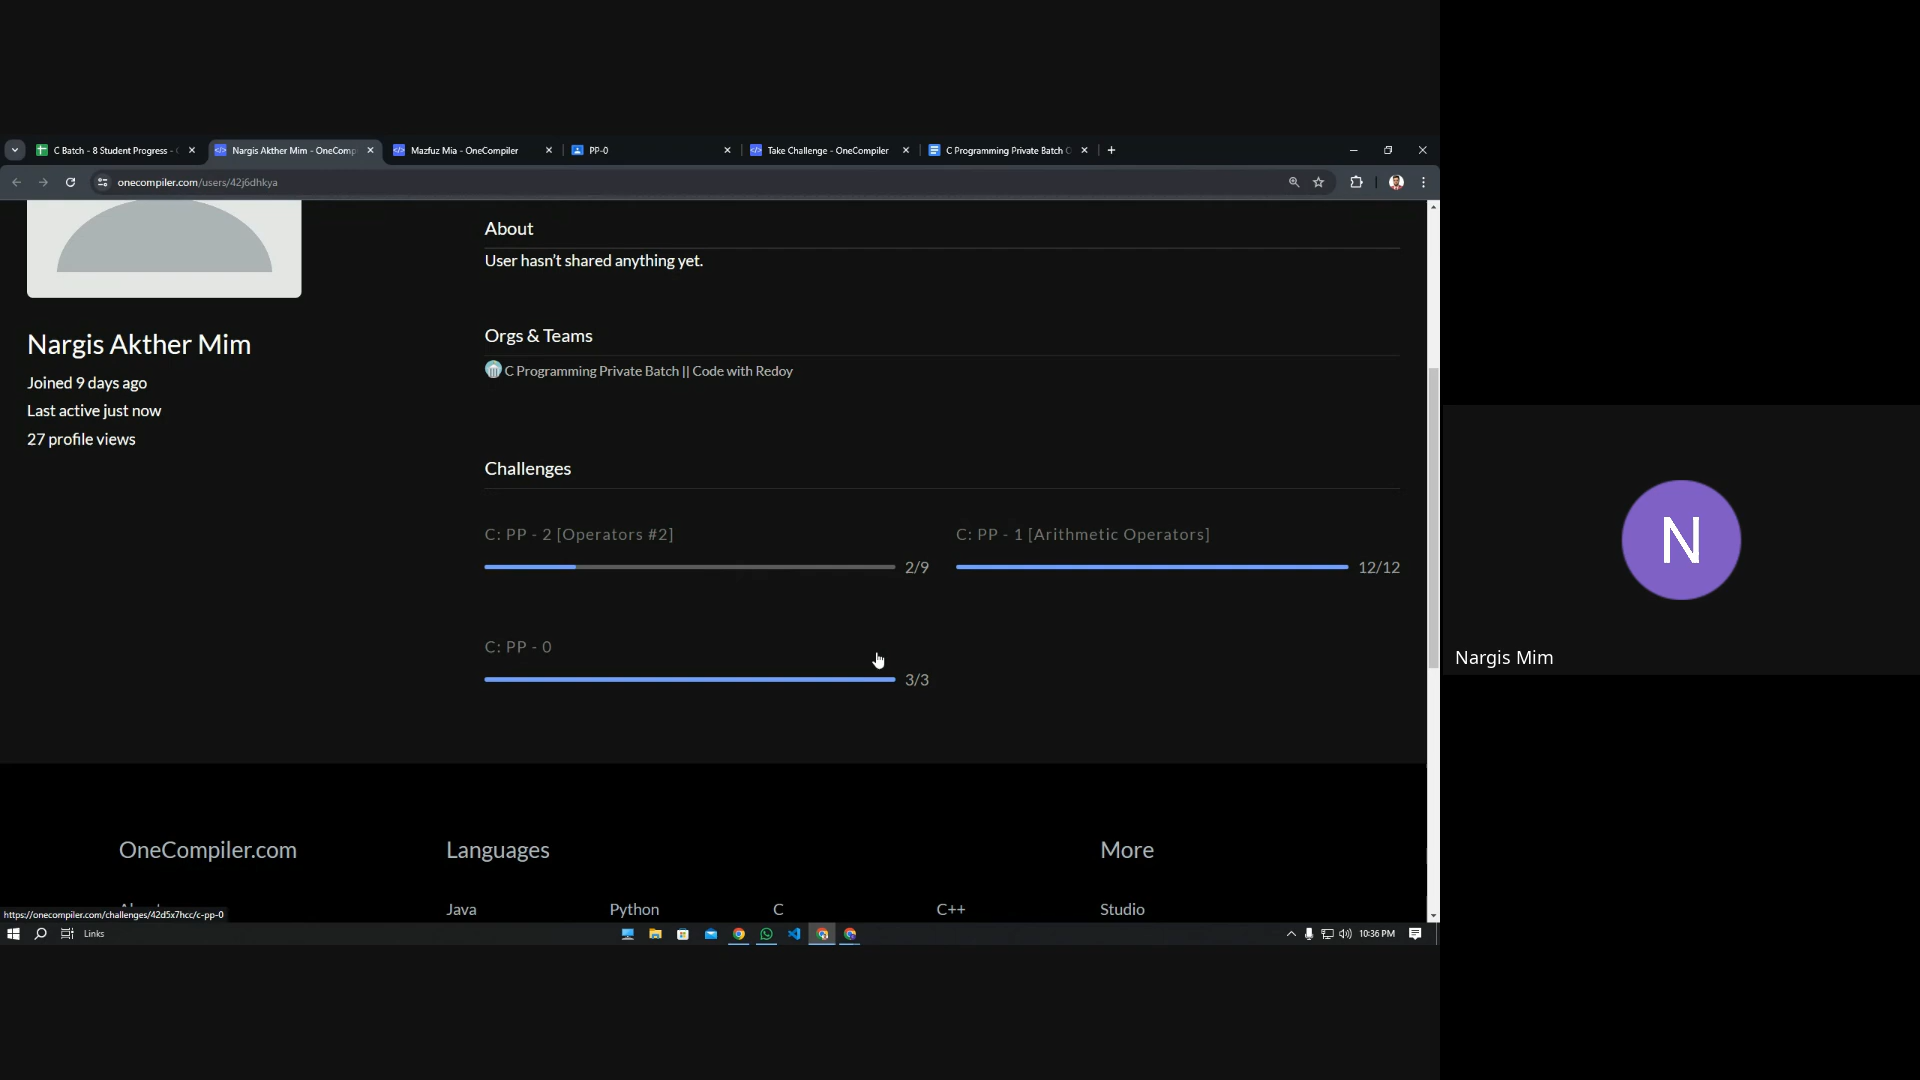 C Batch - 8 Student Progress -
Nargis Akther Mim - OneComp
Mazfuz Mia - OneCompiler
PP-0
Take Challenge - OneCompiler
C Programming Private Batch
onecompiler.com/users/42j6dhkya
About
User hasn't shared anything yet.
Orgs & Teams
C Programming Private Batch || Code with Redoy
Nargis Akther Mim
Joined 9 days ago
Last active just now
27 profile views
Challenges
C: PP - 2 [Operators #2]
2/9
C: PP - 1 [Arithmetic Operators]
12/12
C: PP - 0
3/3
OneCompiler.com
Languages
More
Java
Python
C
C++
Studio
https://onecompiler.com/challenges/42d5x7hcc/c-pp-0
Links
10:36 PM
N
Nargis Mim